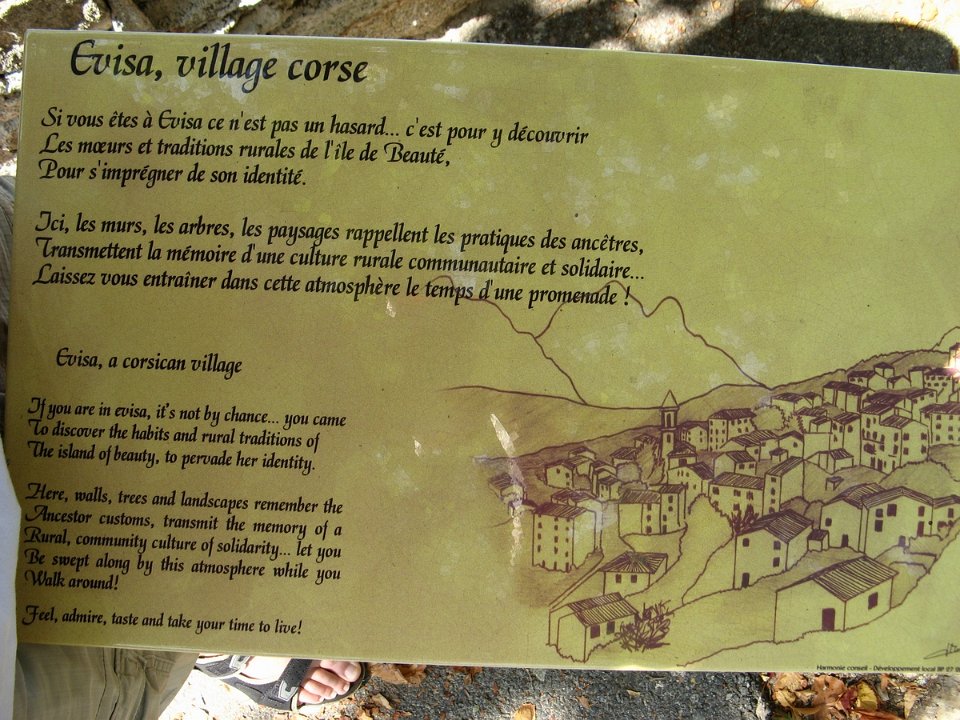 Evisa, village corse
Si vous êtes à Evisa ce n'est pas un hasard... c'est pour y découvrir
Les mœurs et traditions rurales de l'île de Beauté,
Pour s'imprégner de son identité.
Ici, les murs, les arbres, les paysages rappellent les pratiques des ancêtres,
Transmettent la mémoire d'une culture rurale communautaire et solidaire...
Laissez vous entraîner dans cette atmosphère le temps d'une promenade !
Evisa, a corsican village
If you are in evisa, it's not by chance... you came
To discover the habits and rural traditions of
The island of beauty, to pervade her identity.
Here, walls, trees and landscapes remember the
Ancestor customs, transmit the memory of a
Rural, community culture of solidarity... let you
Be swept along by this atmosphere while you
Walk around!
Feel, admire, taste and take your time to live!
Harmonie conseil - Développement local